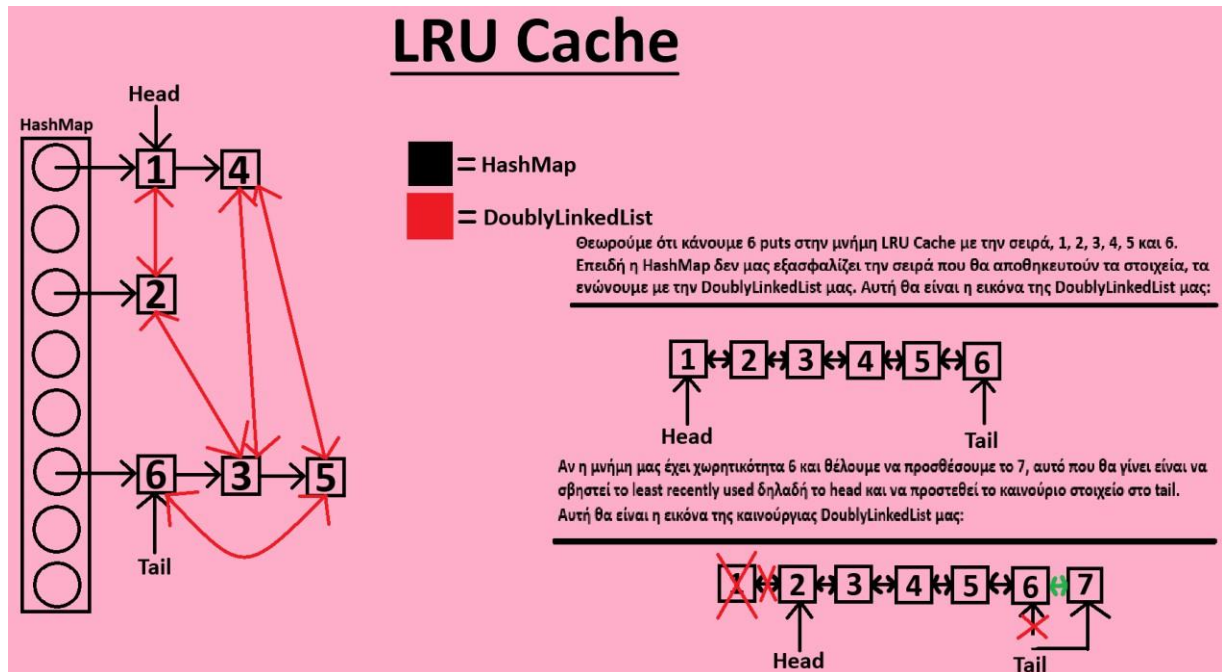 LRU Cache
Head
HashMap
1 4
2
6 3 5
Tail
= HashMap
= DoublyLinkedList
Θεωρούμε ότι κάνουμε 6 puts στην μνήμη LRU Cache με την σειρά, 1, 2, 3, 4, 5 και 6.
Επειδή η HashMap δεν μας εξασφαλίζει την σειρά που θα αποθηκευτούν τα στοιχεία, τα
ενώνουμε με την DoublyLinkedList μας. Αυτή θα είναι η εικόνα της DoublyLinkedList μας:
1 2 3 4 5 6
Head Tail
Αν η μνήμη μας έχει χωρητικότητα 6 και θέλουμε να προσθέσουμε το 7, αυτό που θα γίνει είναι να
σβηστεί το least recently used δηλαδή το head και να προστεθεί το καινούριο στοιχείο στο tail.
Αυτή θα είναι η εικόνα της καινούργιας DoublyLinkedList μας:
1 2 3 4 5 6 7
Head Tail